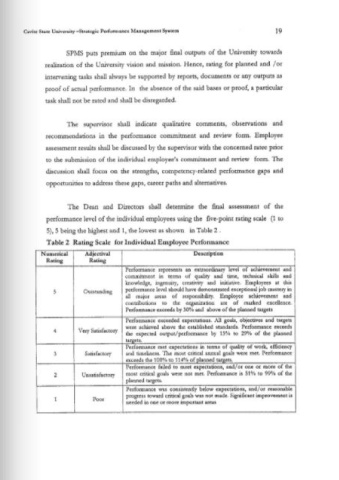 Cavite State University –Strategic Performance Management System 19
SPMS puts premium on the major final outputs of the University towards
realization of the University vision and mission. Hence, rating for planned and /or
intervening tasks shall always be supported by reports, documents or any outputs as
proof of actual performance. In the absence of the said bases or proof, a particular
task shall not be rated and shall be disregarded.
The supervisor shall indicate qualitative comments, observations and
recommendations in the performance commitment and review form. Employee
assessment results shall be discussed by the supervisor with the concerned ratee prior
to the submission of the individual employee's commitment and review form. The
discussion shall focus on the strengths, competency-related performance gaps and
opportunities to address these gaps, career paths and alternatives.
The Dean and Directors shall determine the final assessment of the
performance level of the individual employees using the five-point rating scale (1 to
5), 5 being the highest and 1, the lowest as shown in Table 2 .
Table 2 Rating Scale for Individual Employee Performance
Numerical Rating Adjectival Rating Description
Performance represents an extraordinary level of achievement and
commitment in terms of quality and time, technical skills and
knowledge, ingenuity, creativity and initiative. Employees at this
5 Outstanding performance level should have demonstrated exceptional job mastery in
all major areas of responsibility. Employee achievement and
contributions to the organization are of marked excellence.
Performance exceeds by 30% and above of the planned targets
Performance exceeded expectations. All goals, objectives and targets
4 Very Satisfactory were achieved above the established standards. Performance exceeds
the expected output/performance by 15% to 29% of the planned
targets.
Performance met expectations in terms of quality of work, efficiency
3 Satisfactory and timeliness. The most critical annual goals were met. Performance
exceeds the 100% to 114% of planned targets.
Performance failed to meet expectations, and/or one or more of the
2 Unsatisfactory most critical goals were not met. Performance is 51% to 99% of the
planned targets.
Performance was consistently below expectations, and/or reasonable
1 Poor progress toward critical goals was not made. Significant improvement is
needed in one or more important areas